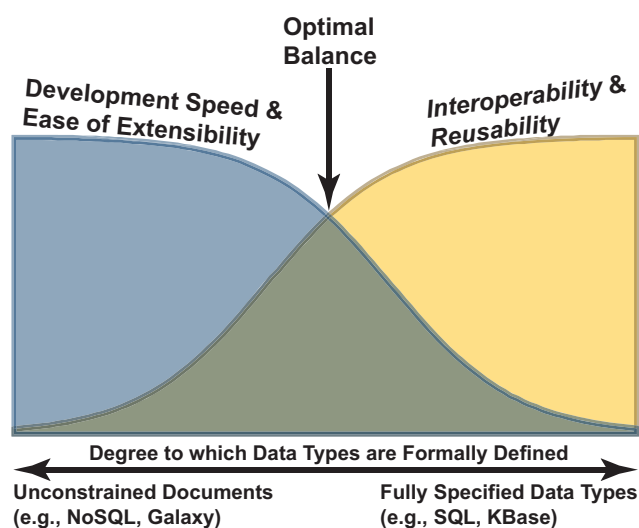 Optimal
Balance
Development Speed &
Ease of Extensibility
Interoperability &
Reusability
Degree to which Data Types are Formally Defined
Unconstrained Documents
(e.g., NoSQL, Galaxy)
Fully Specified Data Types
(e.g., SQL, KBase)